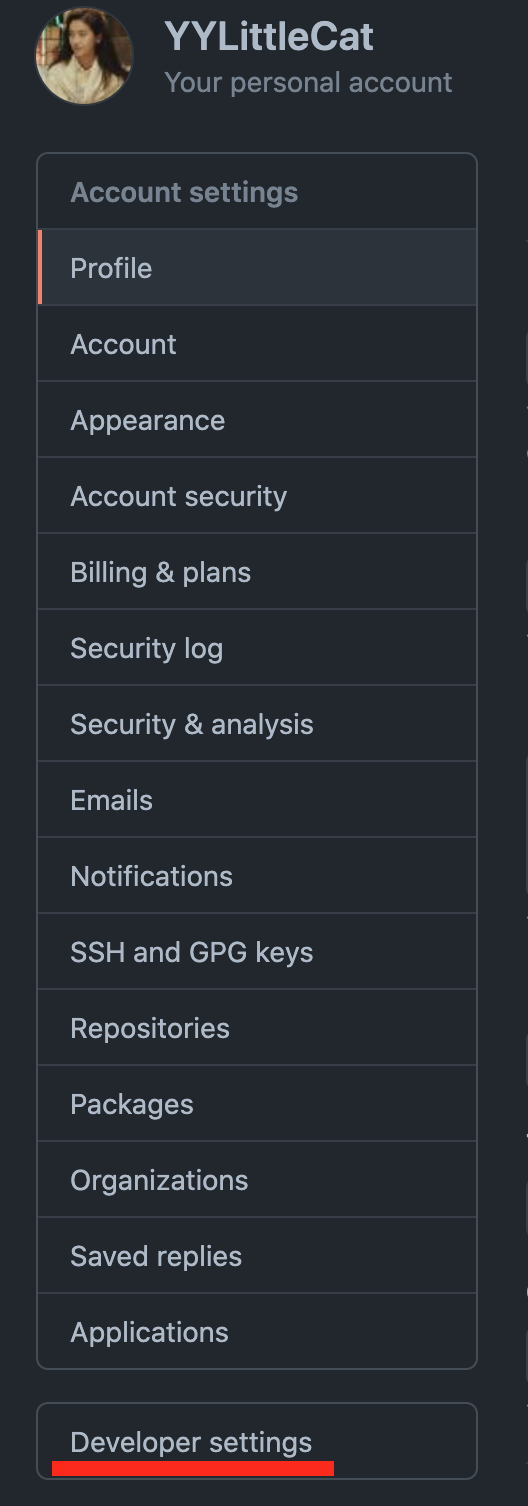 YYLittleCat
Your personal account
Account settings
Profile
Account
Appearance
Account security
Billing & plans
Security log
Security & analysis
Emails
Notifications
SSH and GPG keys
Repositories
Packages
Organizations
Saved replies
Applications
Developer settings